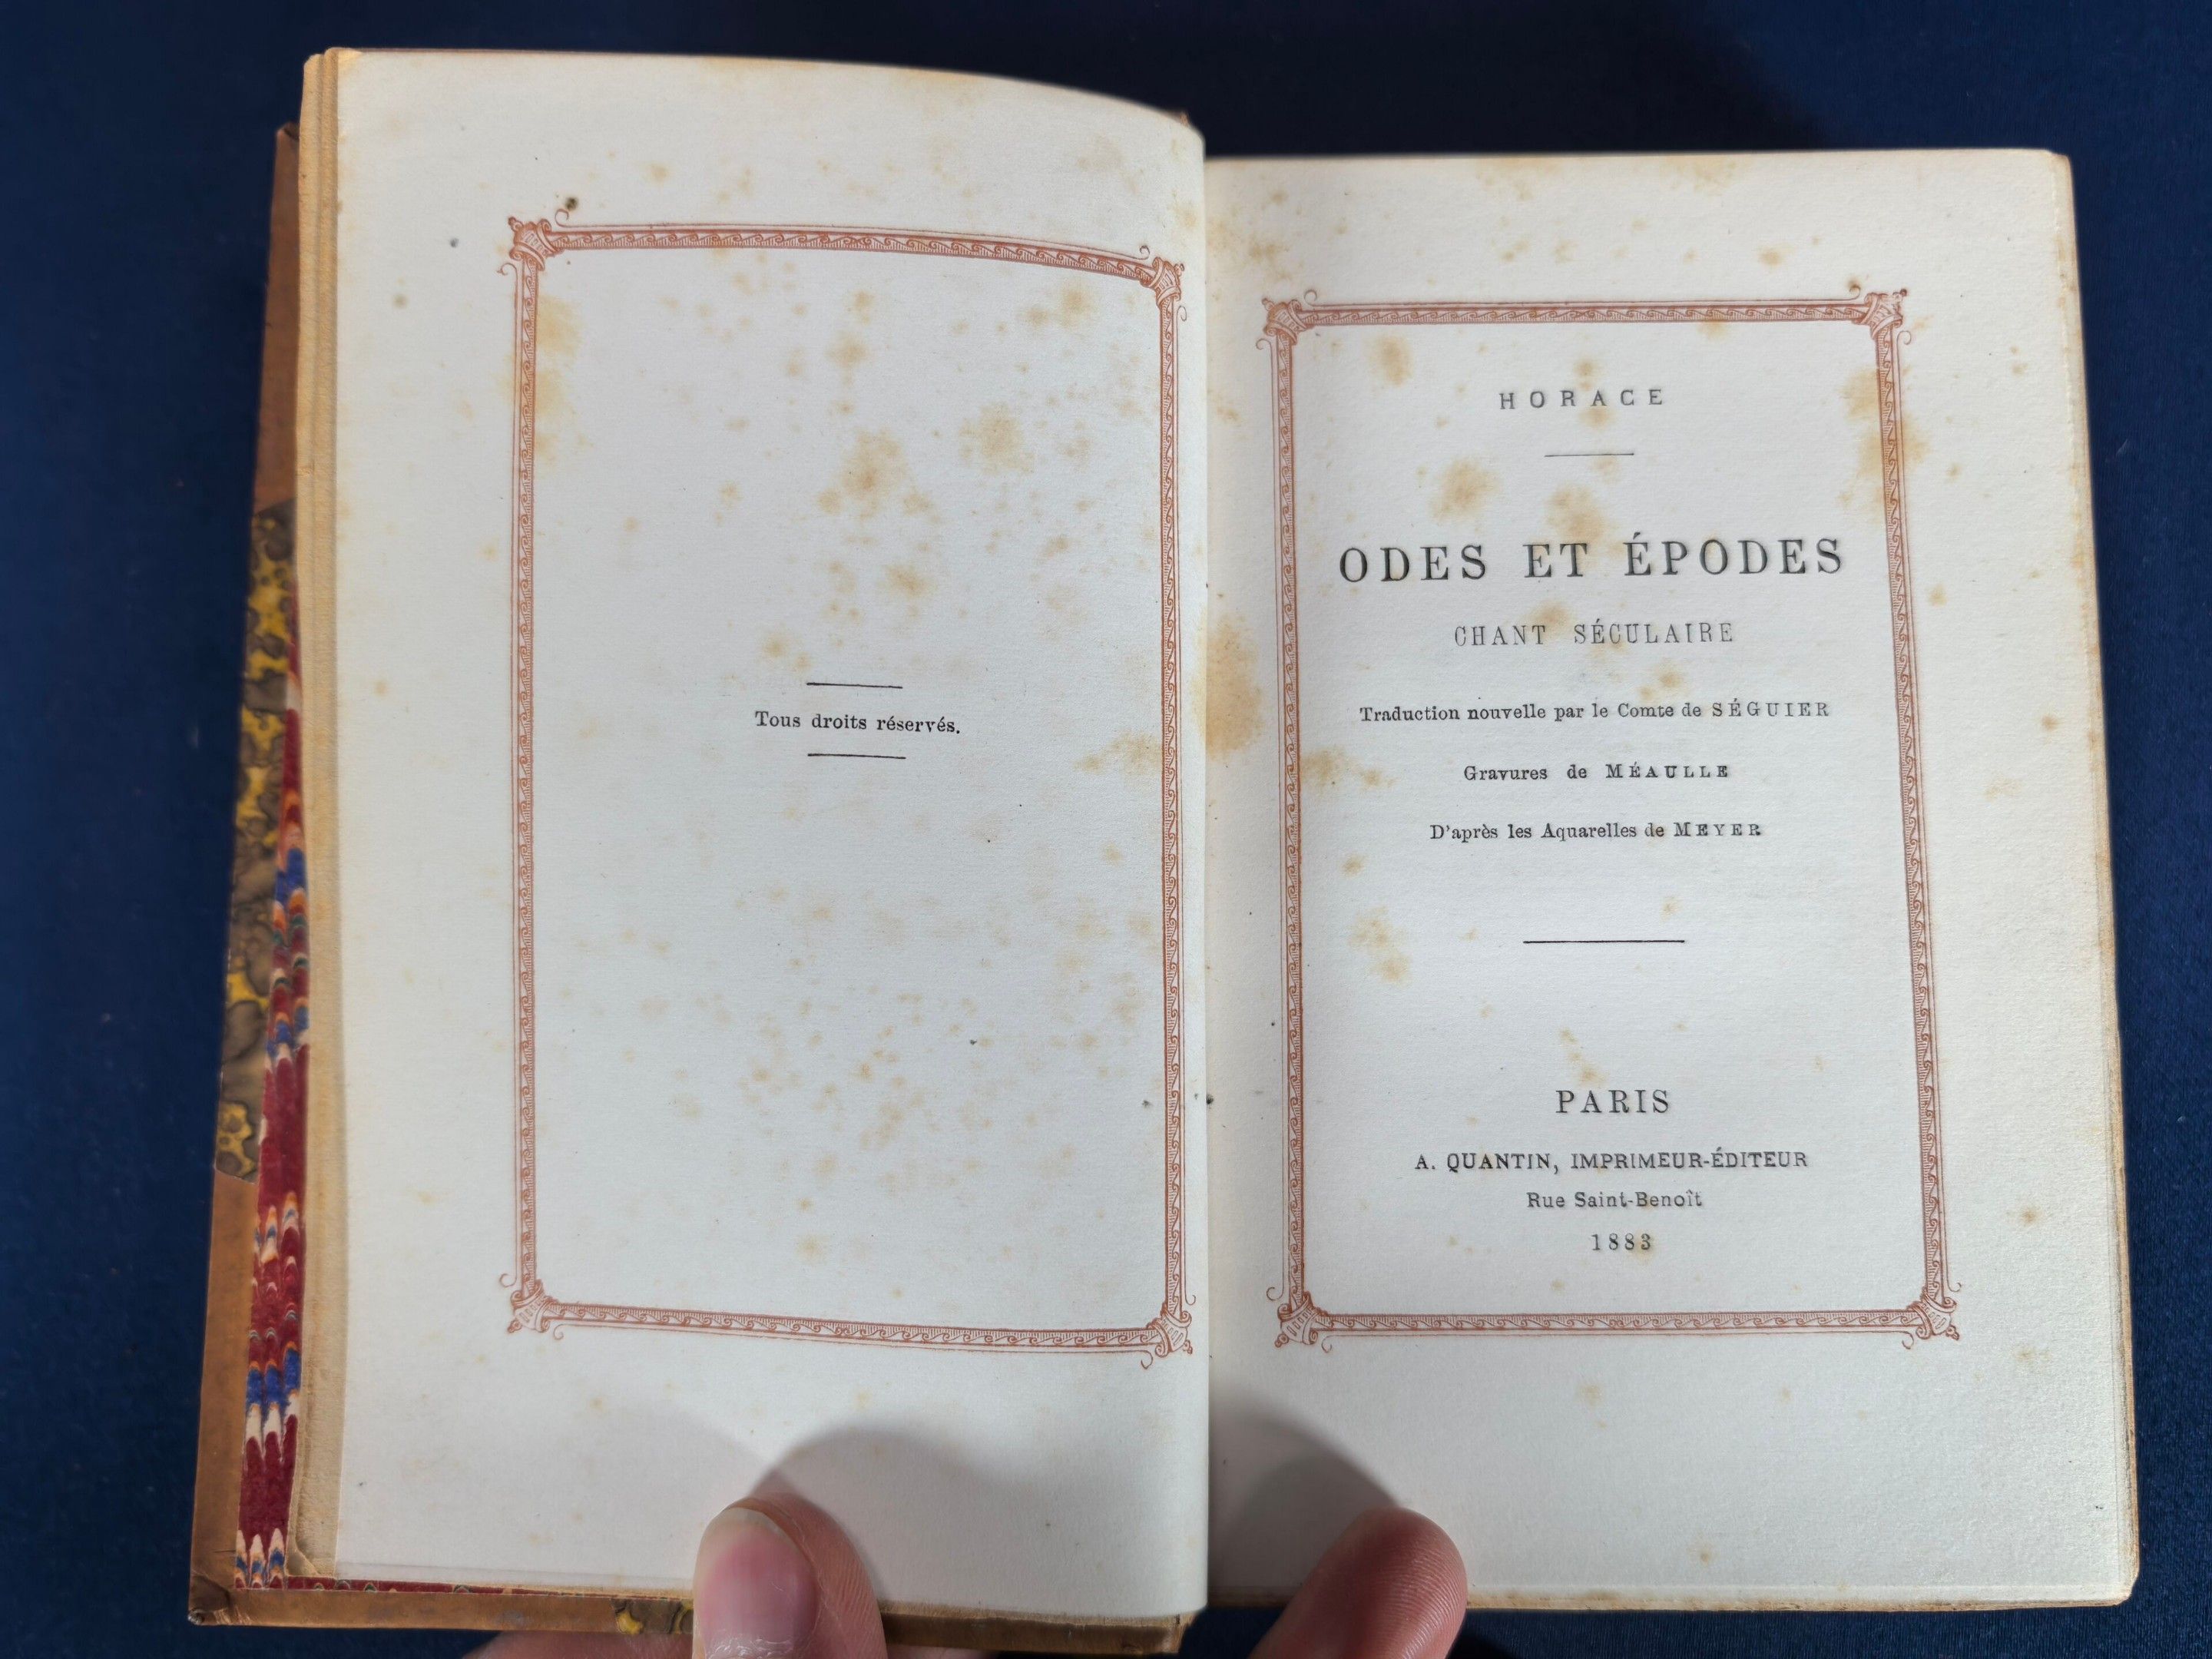 Tous droits réservés.
HORACE
ODES ET ÉPODES
CHANT SÉCULAIRE
Traduction nouvelle par le Comte de SÉGUIER
Gravures de MÉAULLE
D'après les Aquarelles de MEYER
PARIS
A. QUANTIN, IMPRIMEUR-ÉDITEUR
Rue Saint-Benoît
1883